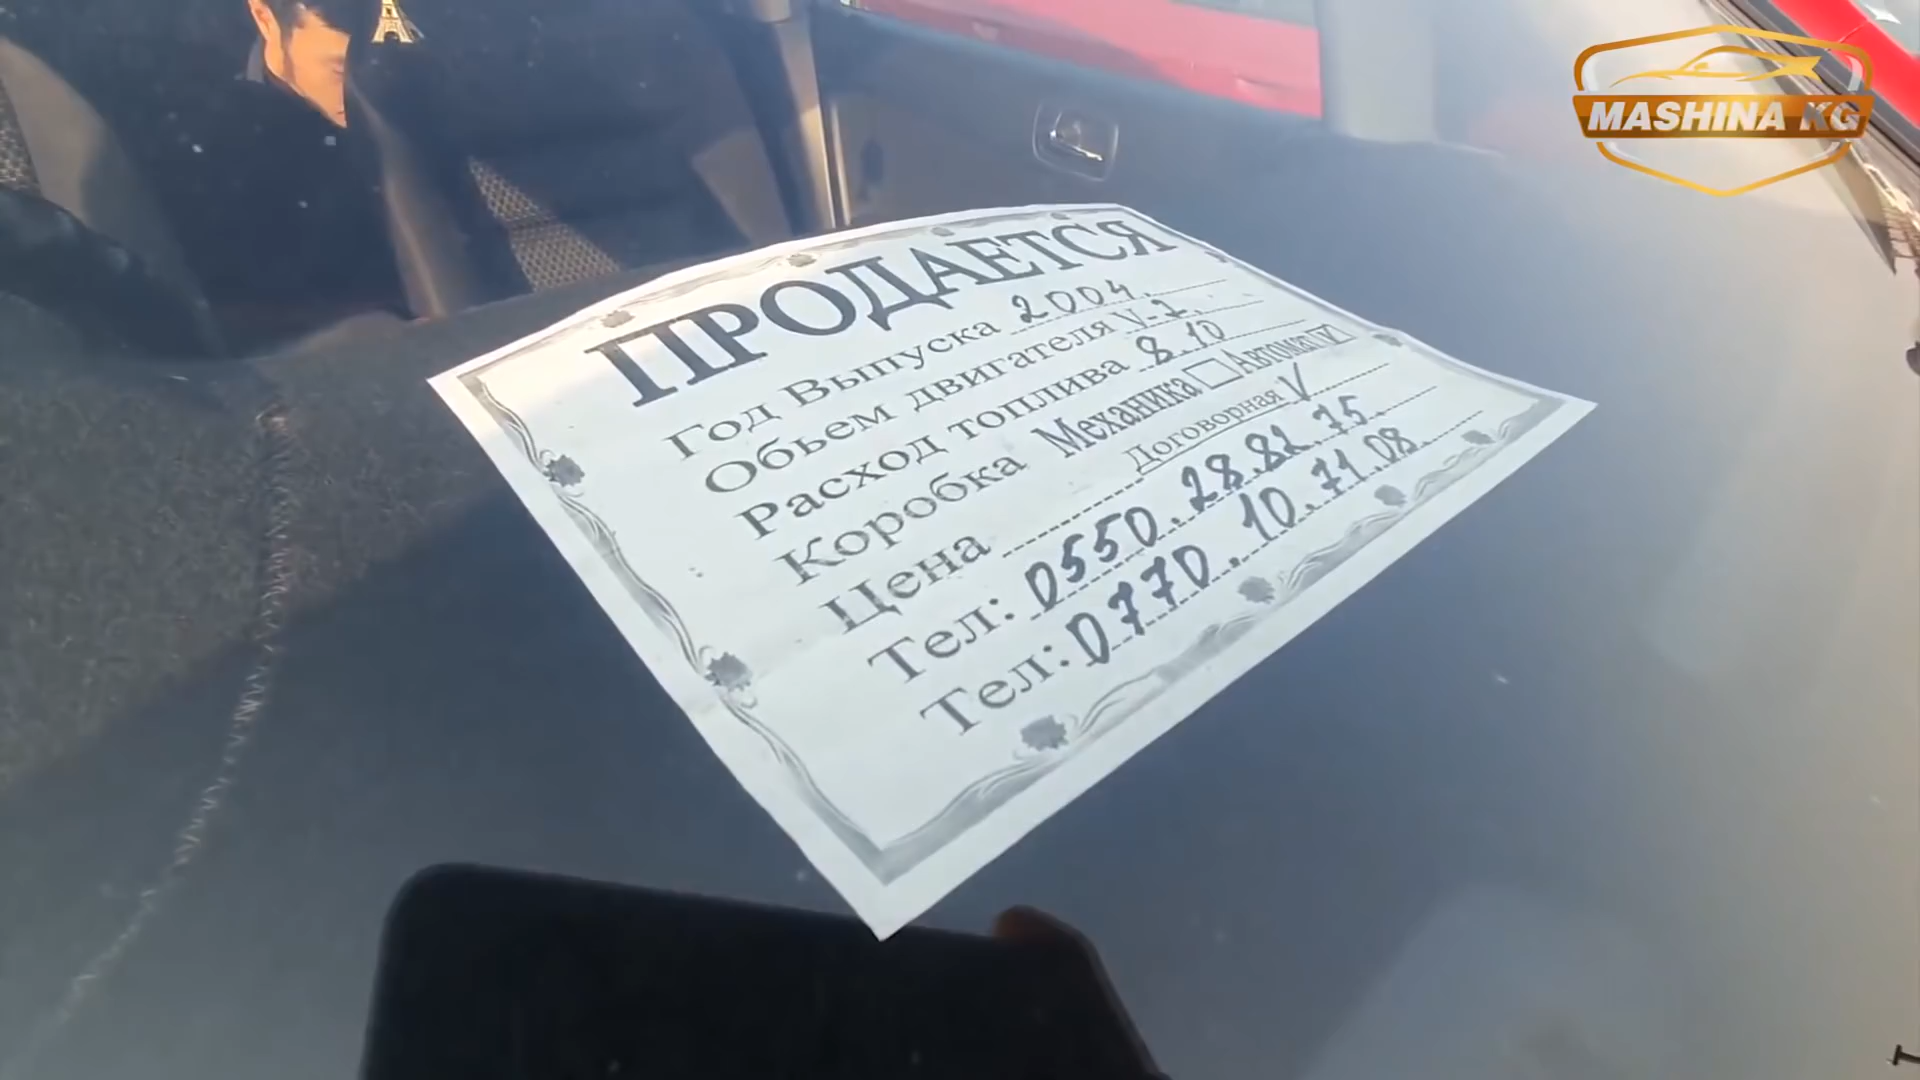 MASHINA KG
ПРОДАЕТСЯ
Год Выпуска 2004
Обьем двигателя V-2.
Расход топлива 8.10
Коробка Механика Автомат V
Договорная V
Цена
Тел: 0550.28.82.75.
Тел: 0770.10.71.08.